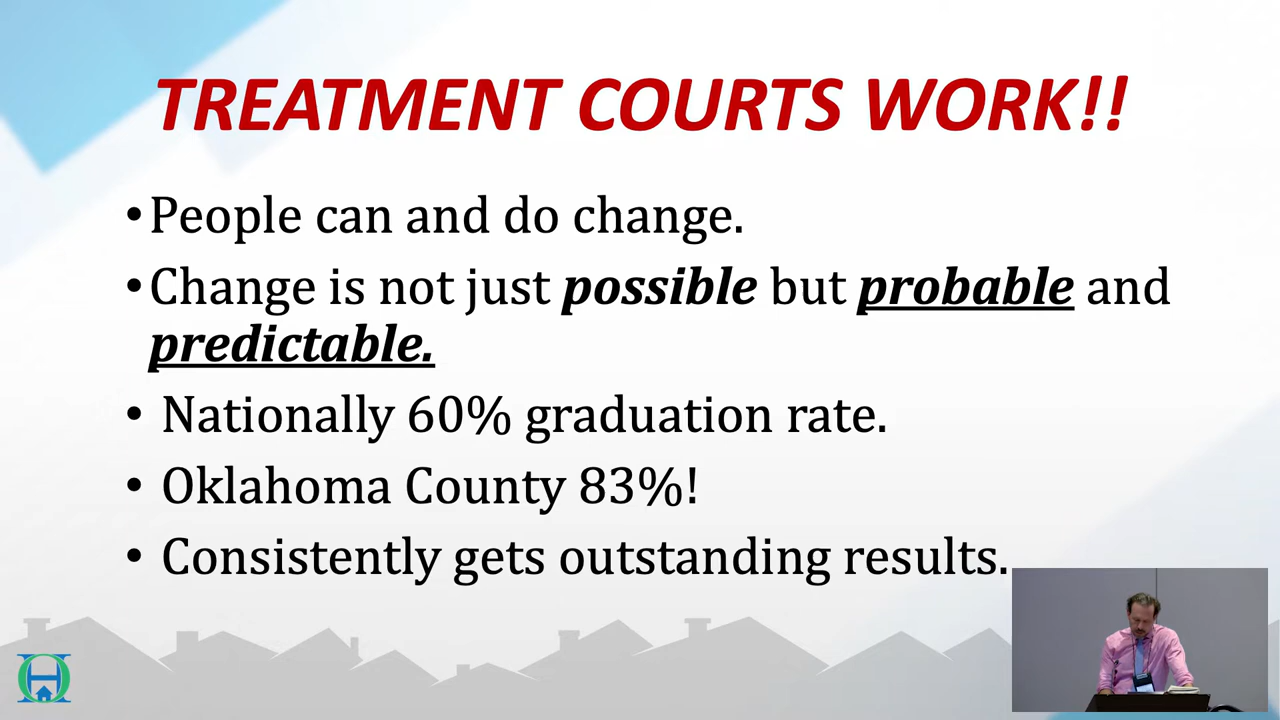 TREATMENT COURTS WORK!!
•People can and do change.
•Change is not just possible but probable and
predictable.
• Nationally 60% graduation rate.
• Oklahoma County 83%!
• Consistently gets outstanding results.